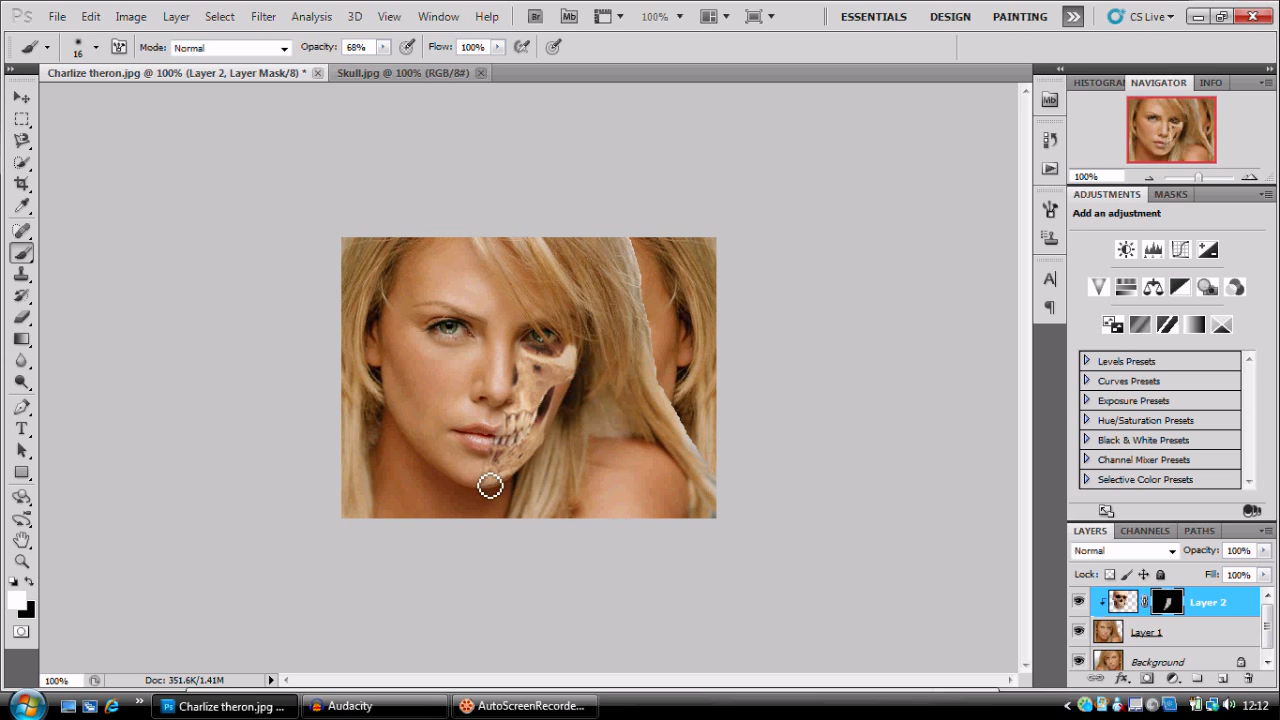 Ps File Edit Image Layer Select Filter Analysis 3D View Window Help Br Mb 100% ESSENTIALS DESIGN PAINTING CS Live
16 Mode: Normal Opacity: 68% Flow: 100%
Charlize theron.jpg @ 100% (Layer 2, Layer Mask/8) * Skull.jpg @ 100% (RGB/8#)
HISTOGRAM NAVIGATOR INFO
Mb
100%
ADJUSTMENTS MASKS
Add an adjustment
Levels Presets
Curves Presets
Exposure Presets
Hue/Saturation Presets
Black & White Presets
Channel Mixer Presets
Selective Color Presets
LAYERS CHANNELS PATHS
Normal Opacity: 100%
Lock: Fill: 100%
Layer 2
Layer 1
Background
100% Doc: 351.6K/1.41M
Charlize theron.jpg ... Audacity AutoScreenRecorde... 12:12